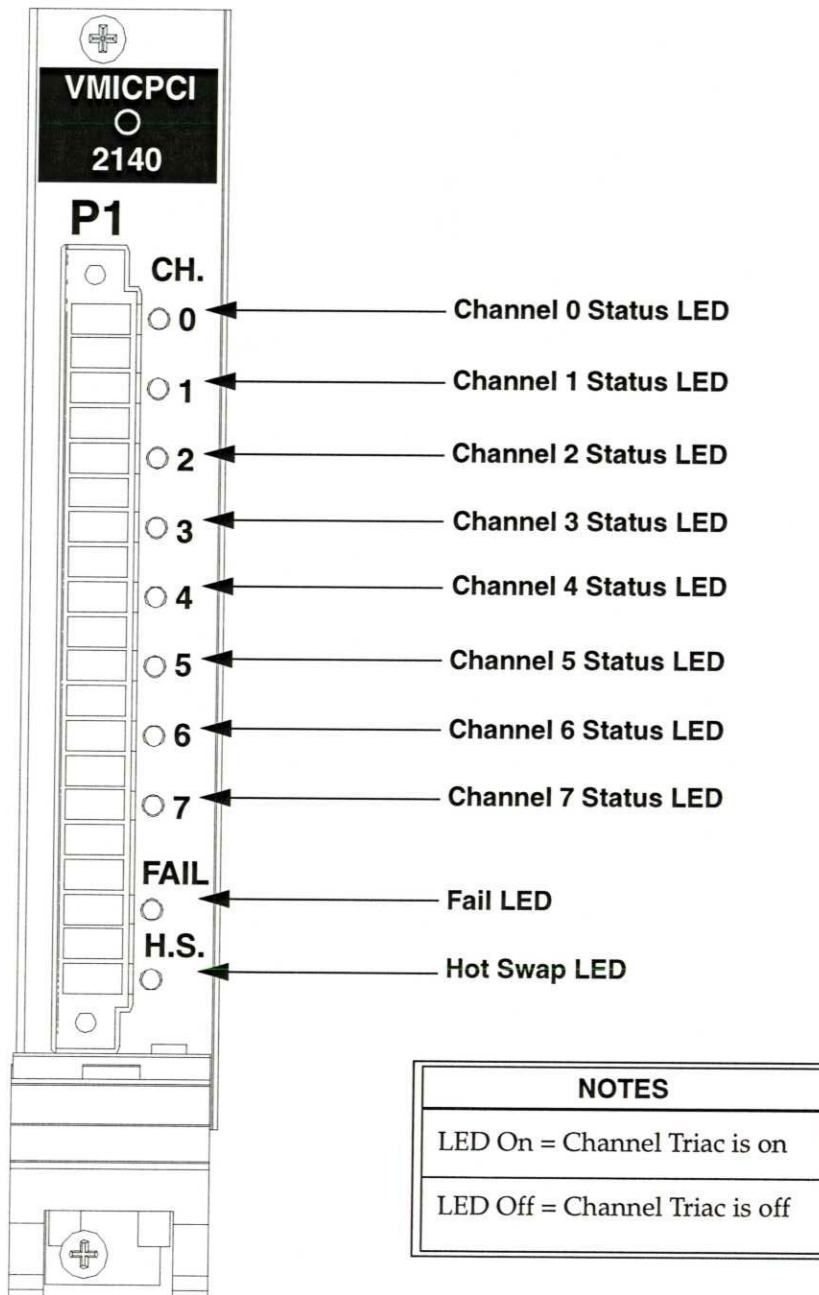 VMICPCI
2140
P1
CH.
0 Channel 0 Status LED
1 Channel 1 Status LED
2 Channel 2 Status LED
3 Channel 3 Status LED
4 Channel 4 Status LED
5 Channel 5 Status LED
6 Channel 6 Status LED
7 Channel 7 Status LED
FAIL
Fail LED
H.S.
Hot Swap LED
NOTES
LED On = Channel Triac is on
LED Off = Channel Triac is off